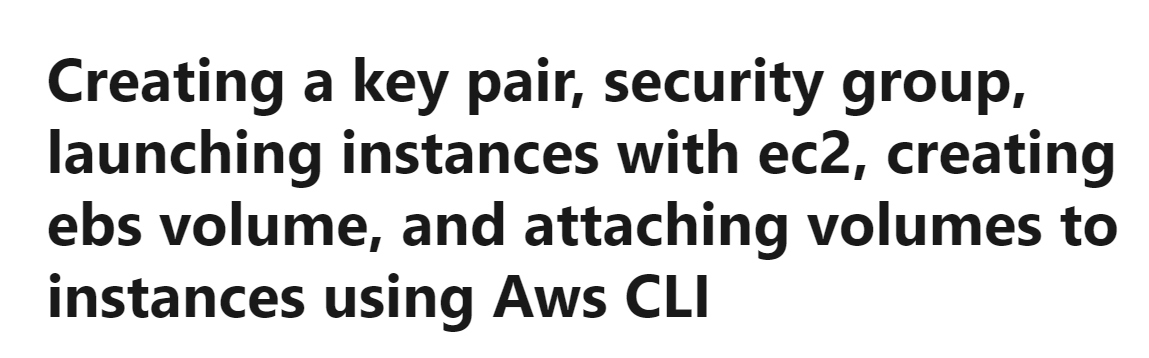 Creating a key pair, security group,
launching instances with ec2, creating
ebs volume, and attaching volumes to
instances using Aws CLI